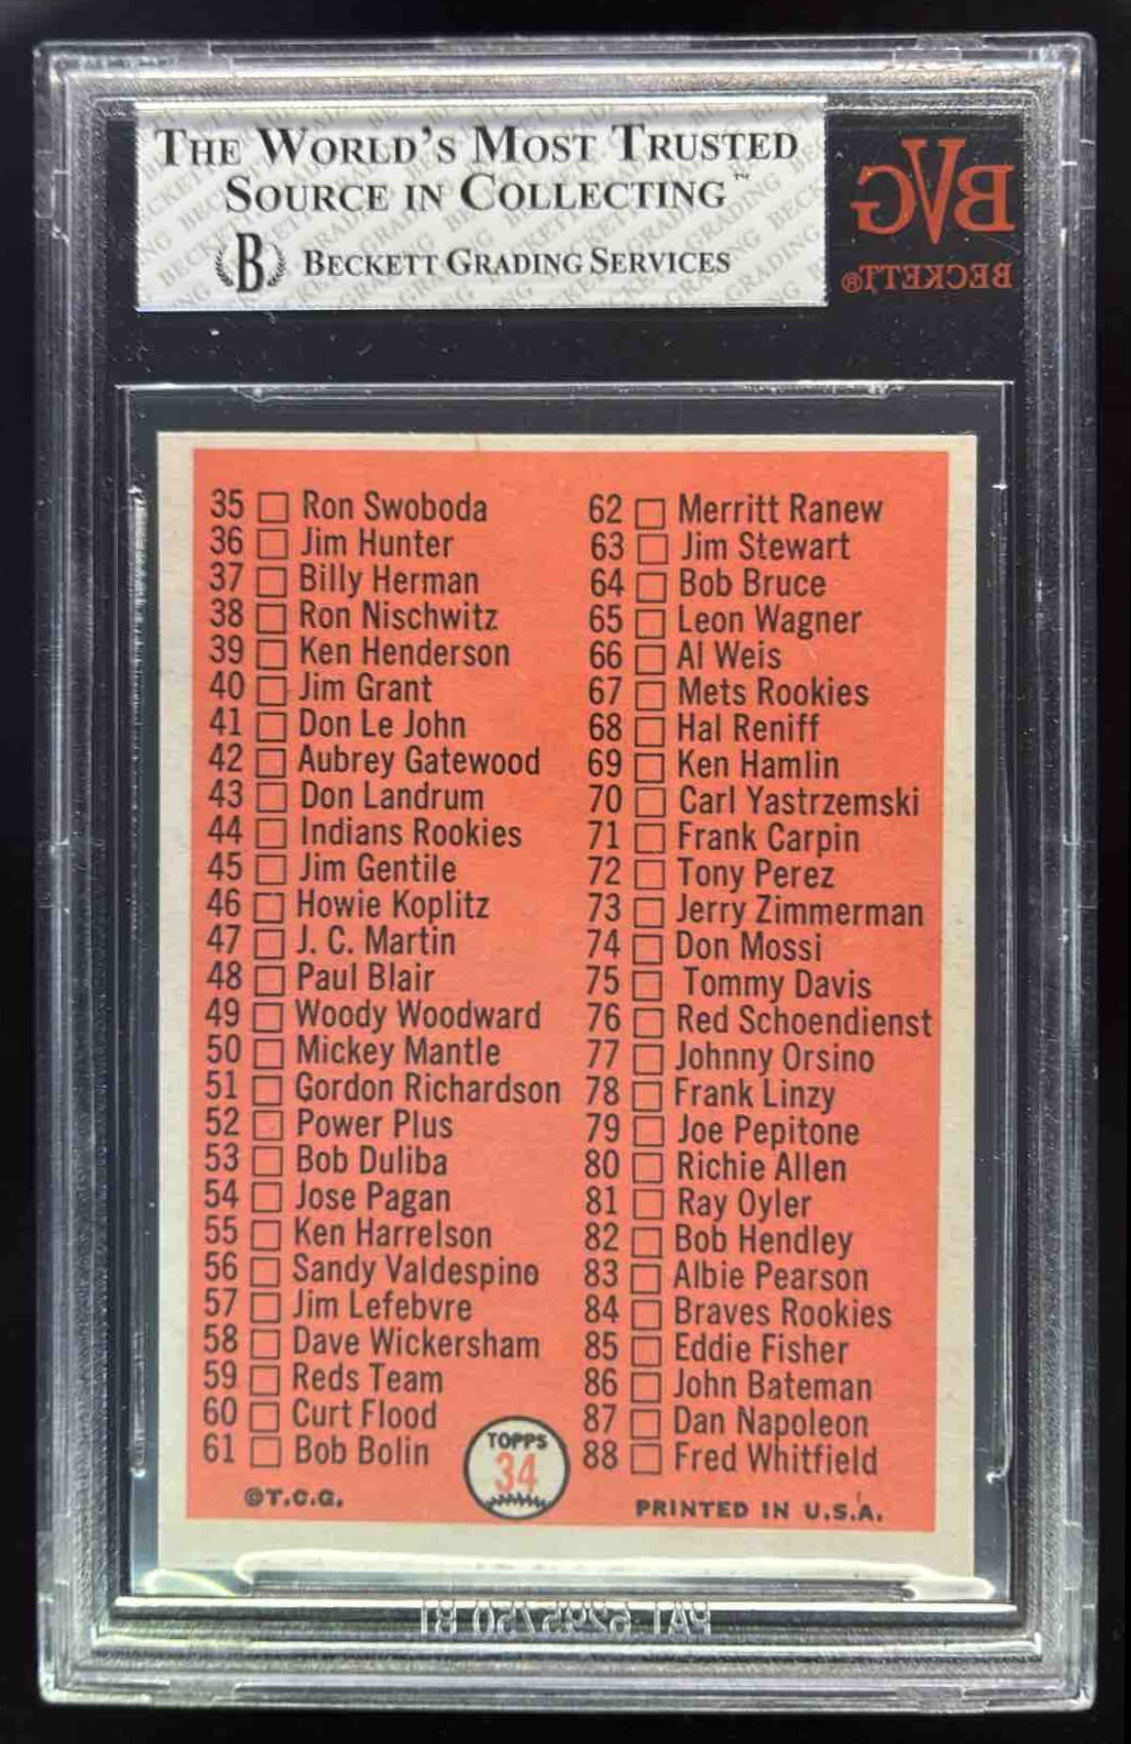 THE WORLD'S MOST TRUSTED
SOURCE IN COLLECTING™
B BECKETT GRADING SERVICES
BVG
BECKETT®
35 Ron Swoboda
36 Jim Hunter
37 Billy Herman
38 Ron Nischwitz
39 Ken Henderson
40 Jim Grant
41 Don Le John
42 Aubrey Gatewood
43 Don Landrum
44 Indians Rookies
45 Jim Gentile
46 Howie Koplitz
47 J. C. Martin
48 Paul Blair
49 Woody Woodward
50 Mickey Mantle
51 Gordon Richardson
52 Power Plus
53 Bob Duliba
54 Jose Pagan
55 Ken Harrelson
56 Sandy Valdespino
57 Jim Lefebvre
58 Dave Wickersham
59 Reds Team
60 Curt Flood
61 Bob Bolin
62 Merritt Ranew
63 Jim Stewart
64 Bob Bruce
65 Leon Wagner
66 Al Weis
67 Mets Rookies
68 Hal Reniff
69 Ken Hamlin
70 Carl Yastrzemski
71 Frank Carpin
72 Tony Perez
73 Jerry Zimmerman
74 Don Mossi
75 Tommy Davis
76 Red Schoendienst
77 Johnny Orsino
78 Frank Linzy
79 Joe Pepitone
80 Richie Allen
81 Ray Oyler
82 Bob Hendley
83 Albie Pearson
84 Braves Rookies
85 Eddie Fisher
86 John Bateman
87 Dan Napoleon
88 Fred Whitfield
©T.C.G.
TOPPS
34
PRINTED IN U.S.A.